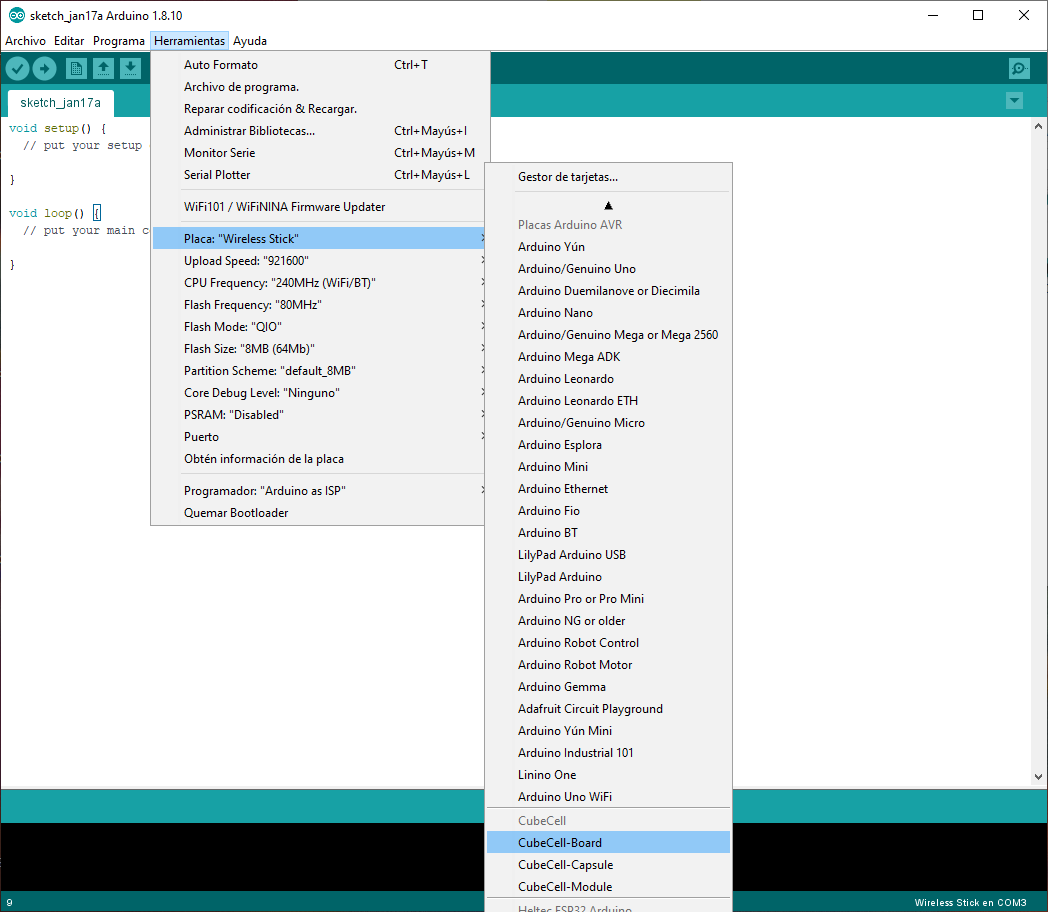 sketch_jan17a Arduino 1.8.10
Archivo Editar Programa Herramientas Ayuda
sketch_jan17a
void setup() {
// put your setup
}
void loop() {
// put your main c
}
Auto Formato Ctrl+T
Archivo de programa.
Reparar codificación & Recargar.
Administrar Bibliotecas... Ctrl+Mayús+I
Monitor Serie Ctrl+Mayús+M
Serial Plotter Ctrl+Mayús+L
WiFi101 / WiFiNINA Firmware Updater
Placa: "Wireless Stick"
Upload Speed: "921600"
CPU Frequency: "240MHz (WiFi/BT)"
Flash Frequency: "80MHz"
Flash Mode: "QIO"
Flash Size: "8MB (64Mb)"
Partition Scheme: "default_8MB"
Core Debug Level: "Ninguno"
PSRAM: "Disabled"
Puerto
Obtén información de la placa
Programador: "Arduino as ISP"
Quemar Bootloader
Gestor de tarjetas...
Placas Arduino AVR
Arduino Yún
Arduino/Genuino Uno
Arduino Duemilanove or Diecimila
Arduino Nano
Arduino/Genuino Mega or Mega 2560
Arduino Mega ADK
Arduino Leonardo
Arduino Leonardo ETH
Arduino/Genuino Micro
Arduino Esplora
Arduino Mini
Arduino Ethernet
Arduino Fio
Arduino BT
LilyPad Arduino USB
LilyPad Arduino
Arduino Pro or Pro Mini
Arduino NG or older
Arduino Robot Control
Arduino Robot Motor
Arduino Gemma
Adafruit Circuit Playground
Arduino Yún Mini
Arduino Industrial 101
Linino One
Arduino Uno WiFi
CubeCell
CubeCell-Board
CubeCell-Capsule
CubeCell-Module
Heltec ESP32 Arduino
9
Wireless Stick en COM3